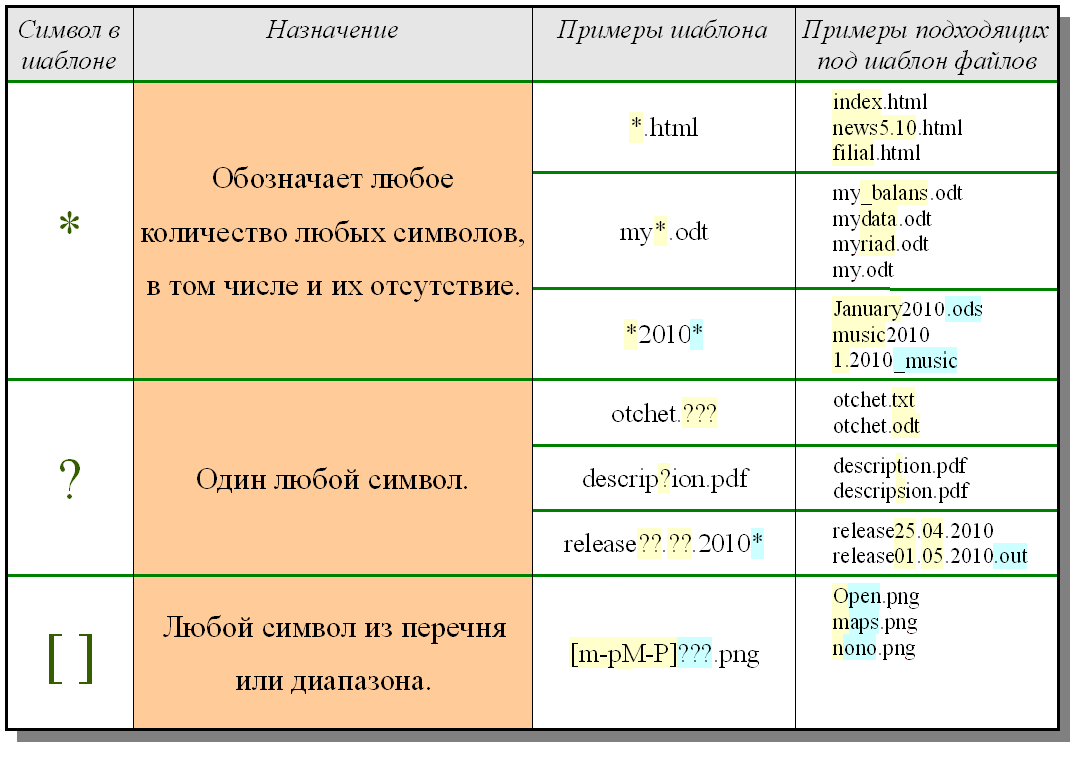 Символ в
шаблоне
Назначение
Примеры шаблона
Примеры подходящих
под шаблон файлов
*
Обозначает любое
количество любых символов,
в том числе и их отсутствие.
*.html
index.html
news5.10.html
filial.html
my*.odt
my_balans.odt
mydata.odt
myriad.odt
my.odt
*2010*
January2010.ods
music2010
1.2010_music
?
Один любой символ.
otchet.???
otchet.txt
otchet.odt
descrip?ion.pdf
description.pdf
descripsion.pdf
release??.??.2010*
release25.04.2010
release01.05.2010.out
[ ]
Любой символ из перечня
или диапазона.
[m-pM-P]???.png
Open.png
maps.png
nono.png